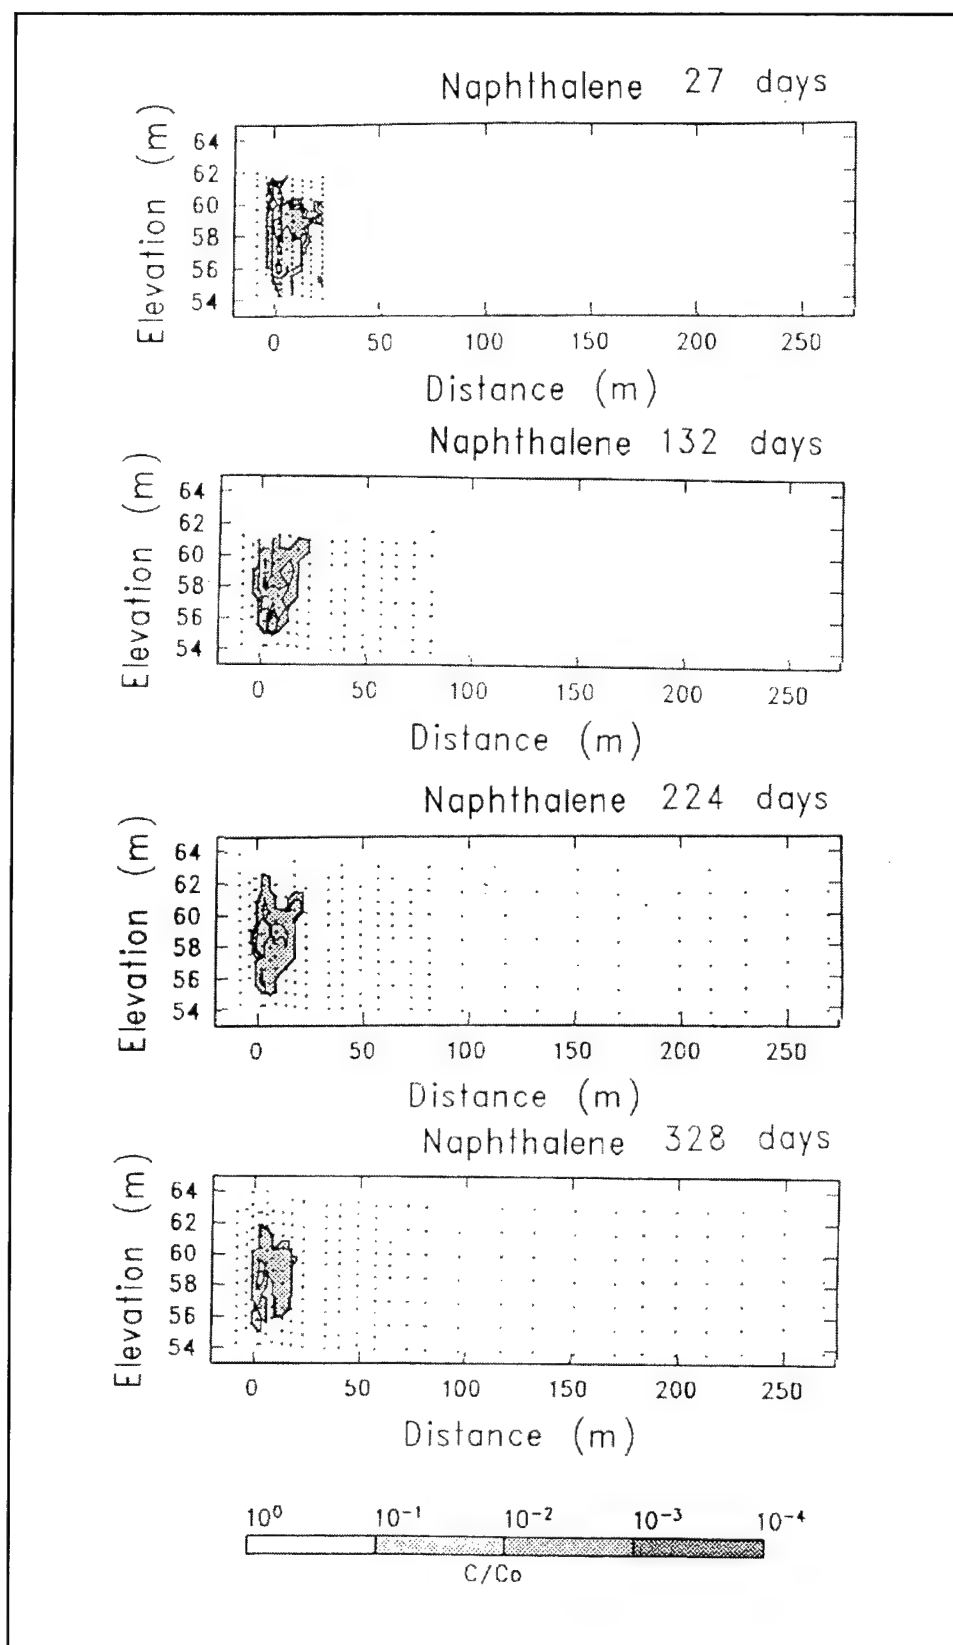 Naphthalene 27 days
Elevation (m)
64
62
60
58
56
54
0 50 100 150 200 250
Distance (m)
Naphthalene 132 days
Elevation (m)
64
62
60
58
56
54
0 50 100 150 200 250
Distance (m)
Naphthalene 224 days
Elevation (m)
64
62
60
58
56
54
0 50 100 150 200 250
Distance (m)
Naphthalene 328 days
Elevation (m)
64
62
60
58
56
54
0 50 100 150 200 250
Distance (m)
10⁰ 10⁻¹ 10⁻² 10⁻³ 10⁻⁴
C/Co